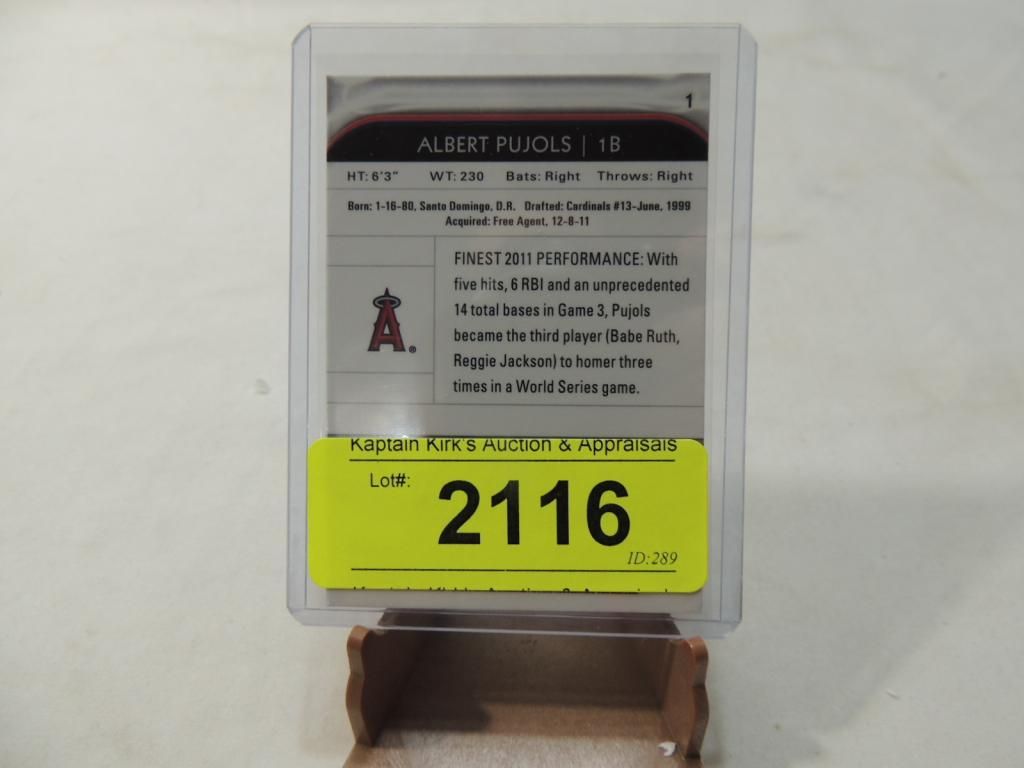 1
ALBERT PUJOLS | 1B
HT: 6'3" WT: 230 Bats: Right Throws: Right
Born: 1-16-80, Santo Domingo, D.R. Drafted: Cardinals #13-June, 1999
Acquired: Free Agent, 12-8-11
FINEST 2011 PERFORMANCE: With
five hits, 6 RBI and an unprecedented
14 total bases in Game 3, Pujols
became the third player (Babe Ruth,
Reggie Jackson) to homer three
times in a World Series game.
A®
Kaptain Kirk's Auction & Appraisals
Lot#:
2116
ID:289